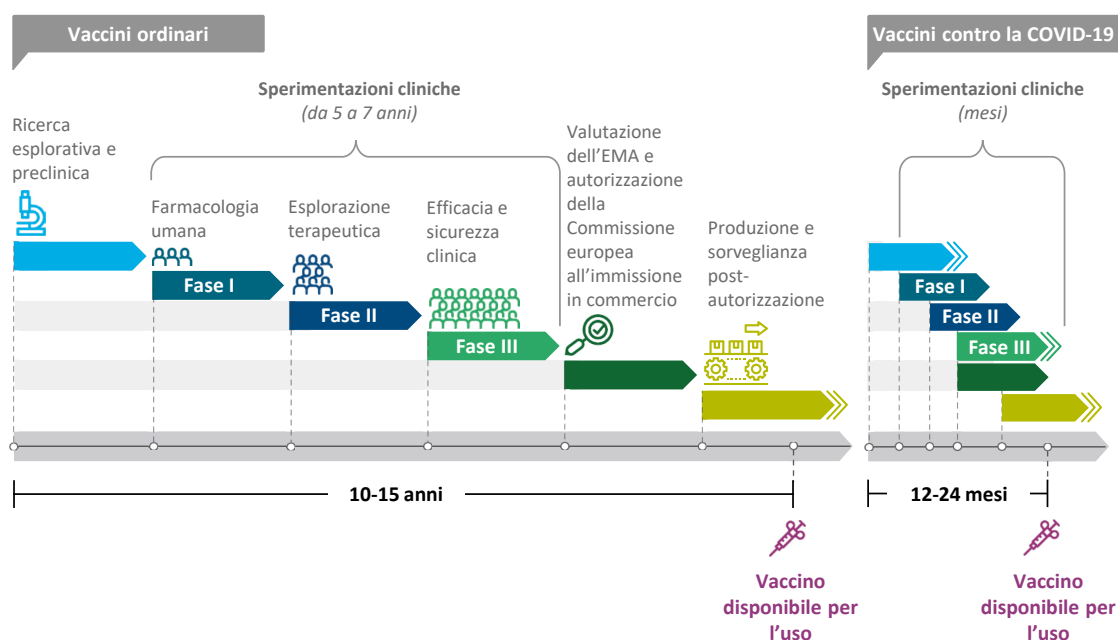 Vaccini ordinari
Sperimentazioni cliniche
(da 5 a 7 anni)
Ricerca
esplorativa e
preclinica
Farmacologia
umana
Esplorazione
terapeutica
Efficacia e
sicurezza
clinica
Valutazione
dell'EMA e
autorizzazione
della
Commissione
europea
all'immissione
in commercio
Produzione e
sorveglianza
post-
autorizzazione
Fase I
Fase II
Fase III
10-15 anni
Vaccino
disponibile per
l'uso
Vaccini contro la COVID-19
Sperimentazioni cliniche
(mesi)
Fase I
Fase II
Fase III
12-24 mesi
Vaccino
disponibile per
l'uso